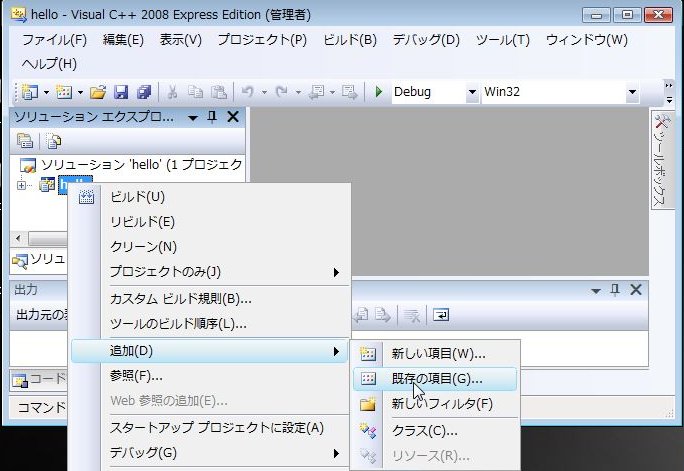 hello - Visual C++ 2008 Express Edition (管理者)
ファイル(F) 編集(E) 表示(V) プロジェクト(P) ビルド(B) デバッグ(D) ツール(T) ウィンドウ(W)
ヘルプ(H)
Debug Win32
ソリューション エクスプロ...
ツールボックス
ソリューション 'hello' (1 プロジェク
ソリュ
ビルド(U)
リビルド(E)
クリーン(N)
プロジェクトのみ(J)
カスタム ビルド規則(B)...
ツールのビルド順序(L)...
追加(D)
参照(F)...
Web 参照の追加(E)...
スタートアップ プロジェクトに設定(A)
デバッグ(G)
出力
出力元の
コード
コマンド
新しい項目(W)...
既存の項目(G)...
新しいフィルタ(F)
クラス(C)...
リソース(R)...